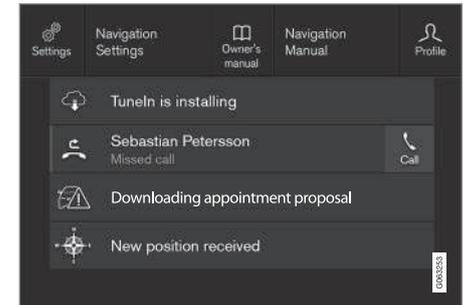 Settings
Navigation
Settings
Owner's
manual
Navigation
Manual
Profile
TuneIn is installing
Sebastian Petersson
Missed call
Call
Downloading appointment proposal
New position received
G063253